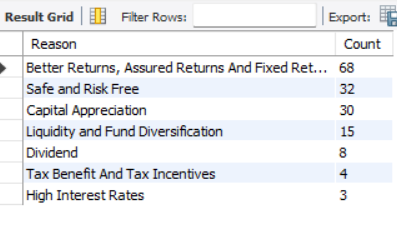 Result Grid Filter Rows: Export:
Reason Count
Better Returns, Assured Returns And Fixed Ret... 68
Safe and Risk Free 32
Capital Appreciation 30
Liquidity and Fund Diversification 15
Dividend 8
Tax Benefit And Tax Incentives 4
High Interest Rates 3